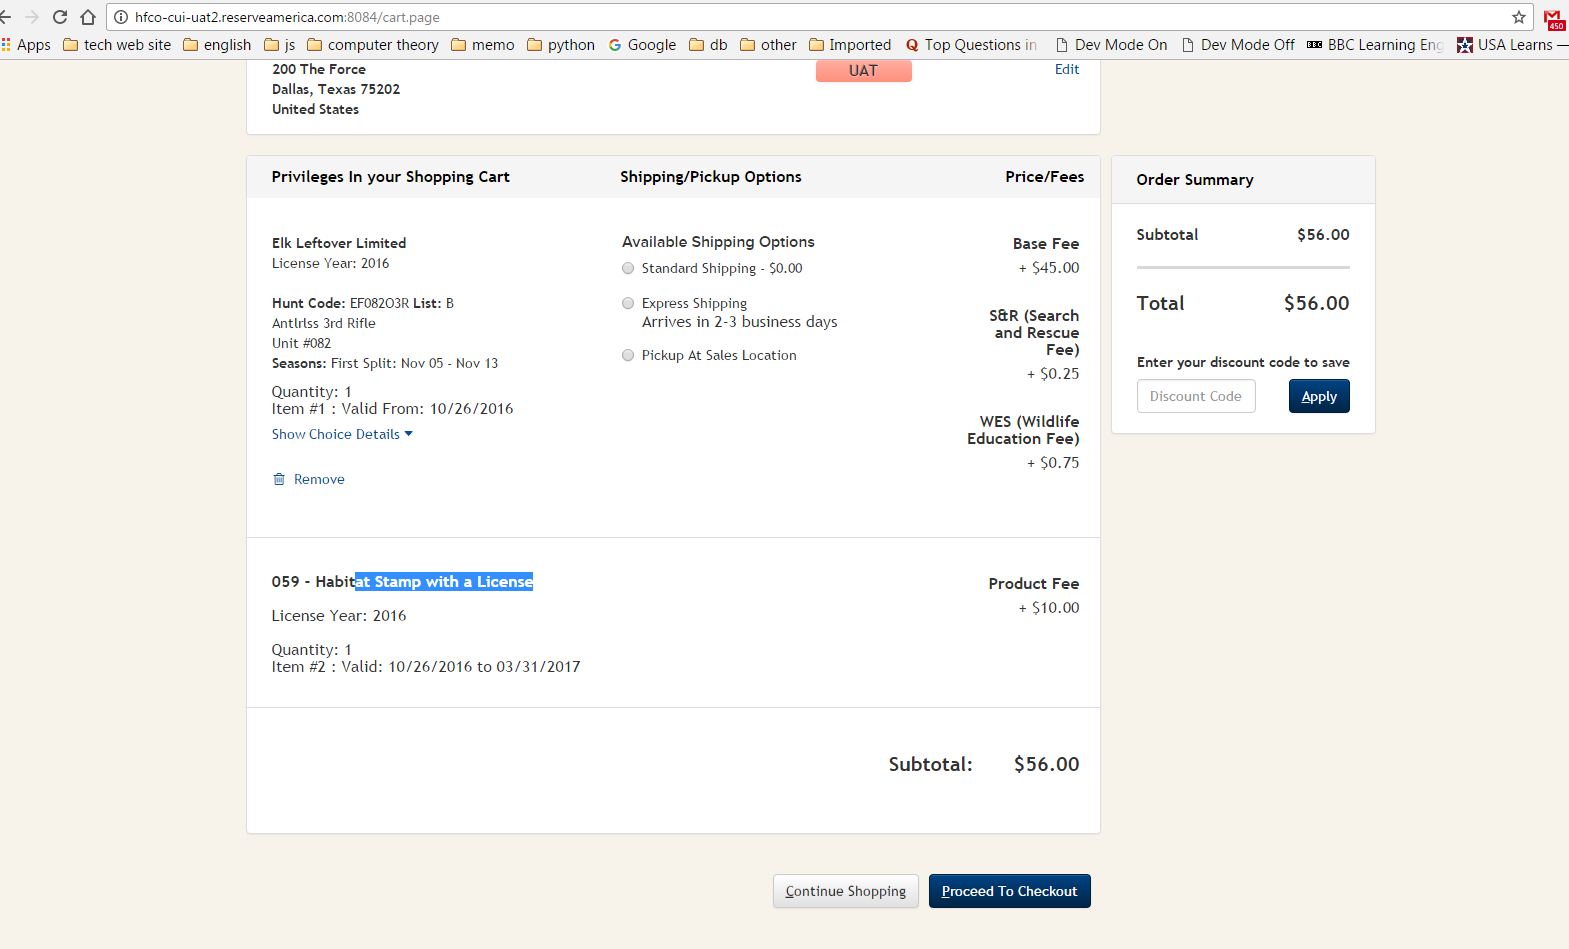 hfco-cui-uat2.reserveamerica.com:8084/cart.page
450
Apps tech web site english js computer theory memo python Google db other Imported Top Questions in Dev Mode On Dev Mode Off BBC BBC Learning Eng USA Learns —
200 The Force
UAT
Edit
Dallas, Texas 75202
United States
Privileges In your Shopping Cart
Shipping/Pickup Options
Price/Fees
Elk Leftover Limited
License Year: 2016
Hunt Code: EF082O3R List: B
Antlrlss 3rd Rifle
Unit #082
Seasons: First Split: Nov 05 - Nov 13
Quantity: 1
Item #1 : Valid From: 10/26/2016
Show Choice Details
Remove
Available Shipping Options
Standard Shipping - $0.00
Express Shipping
Arrives in 2-3 business days
Pickup At Sales Location
Base Fee
+ $45.00
S&R (Search
and Rescue
Fee)
+ $0.25
WES (Wildlife
Education Fee)
+ $0.75
059 - Habitat Stamp with a License
License Year: 2016
Quantity: 1
Item #2 : Valid: 10/26/2016 to 03/31/2017
Product Fee
+ $10.00
Subtotal: $56.00
Continue Shopping
Proceed To Checkout
Order Summary
Subtotal $56.00
Total $56.00
Enter your discount code to save
Discount Code
Apply